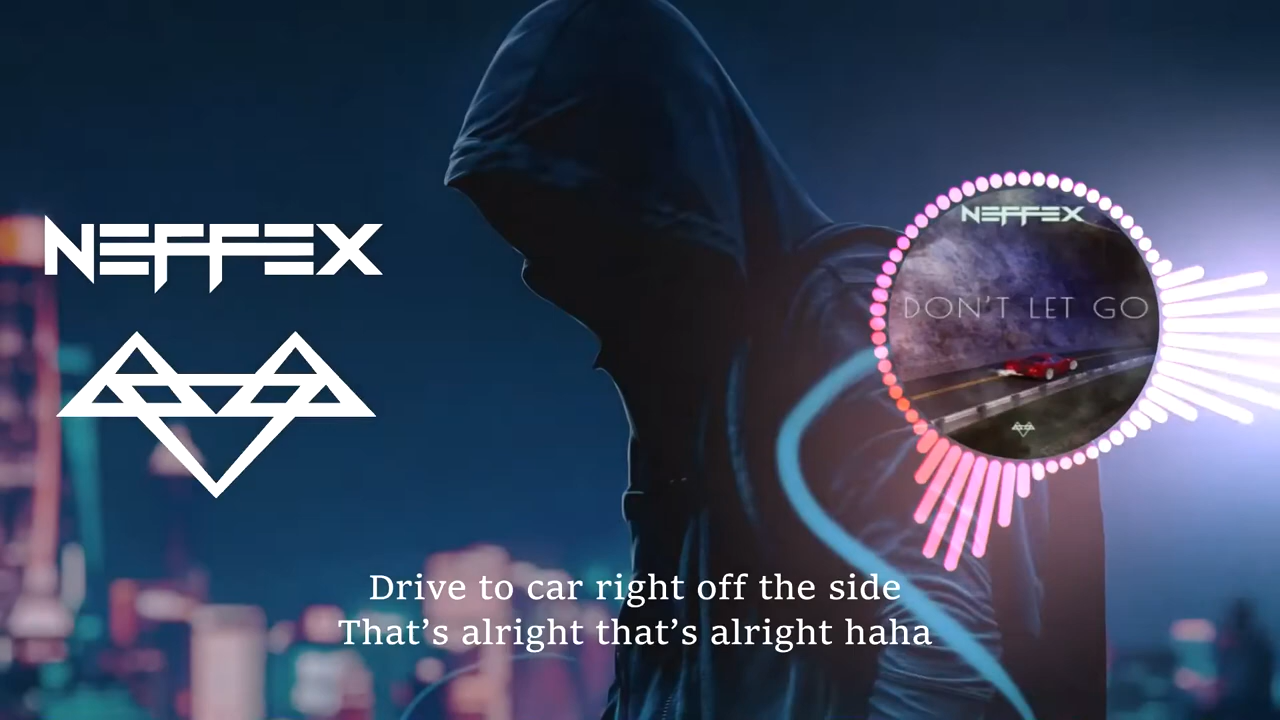 NEFFEX
NEFFEX
DON'T LET GO
Drive to car right off the side
That's alright that's alright haha